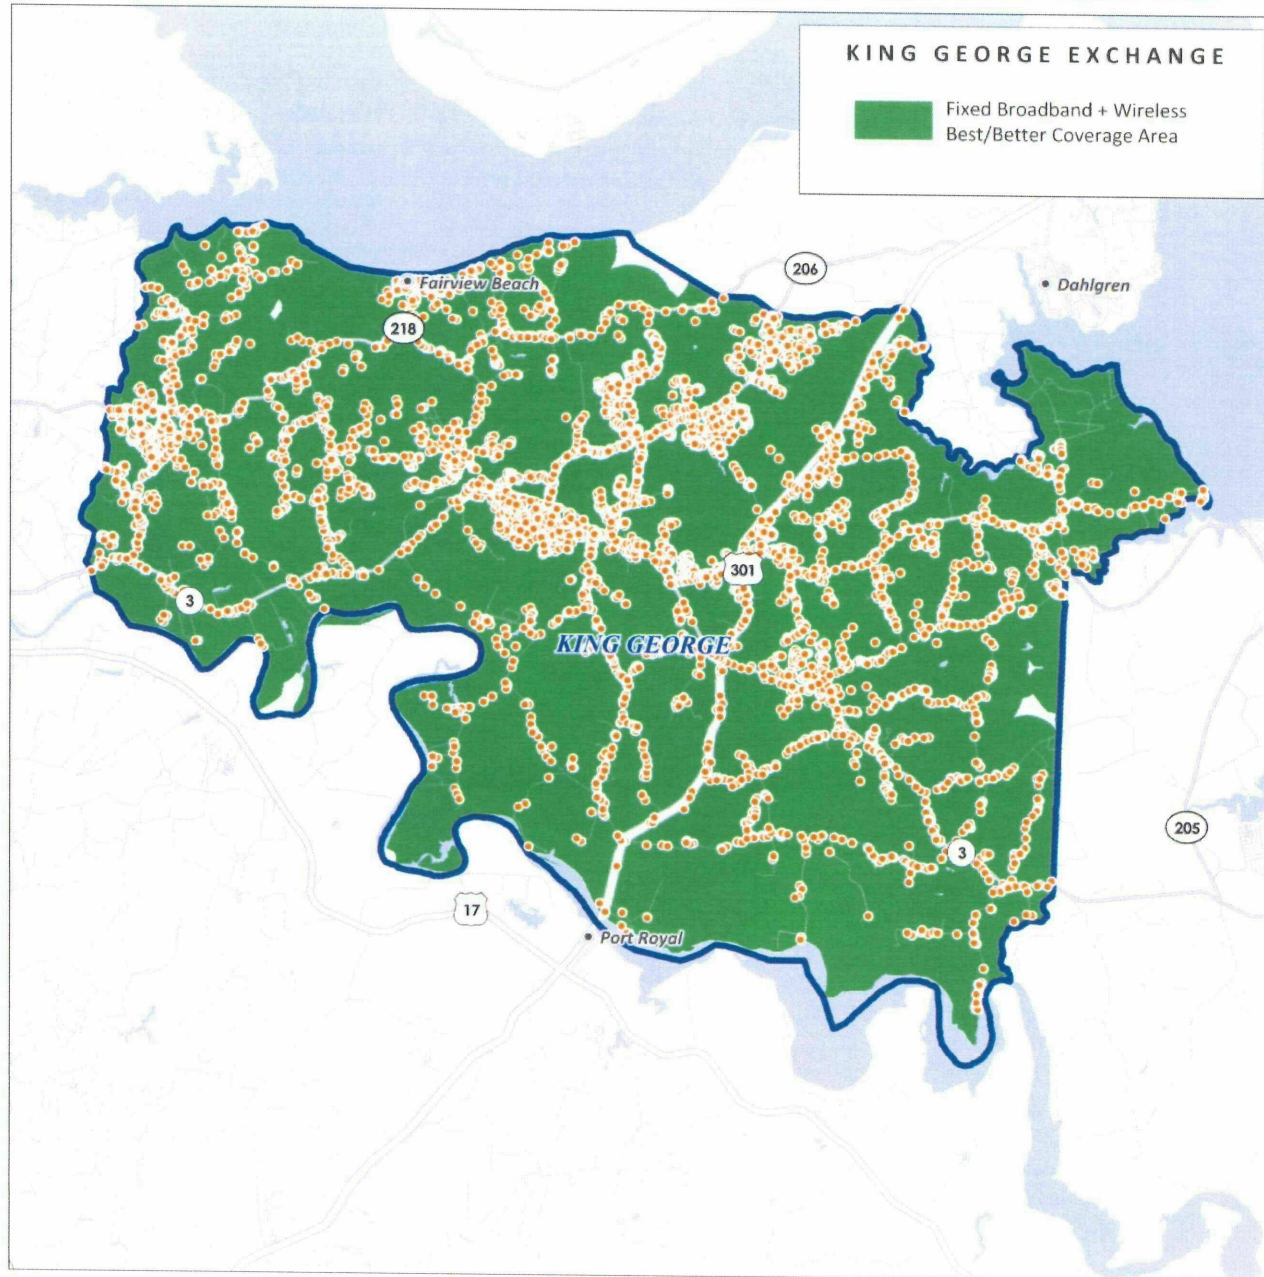 KING GEORGE EXCHANGE
Fixed Broadband + Wireless
Best/Better Coverage Area
206
Fairview Beach
Dahlgren
218
301
3
KING GEORGE
205
3
17
Port Royal